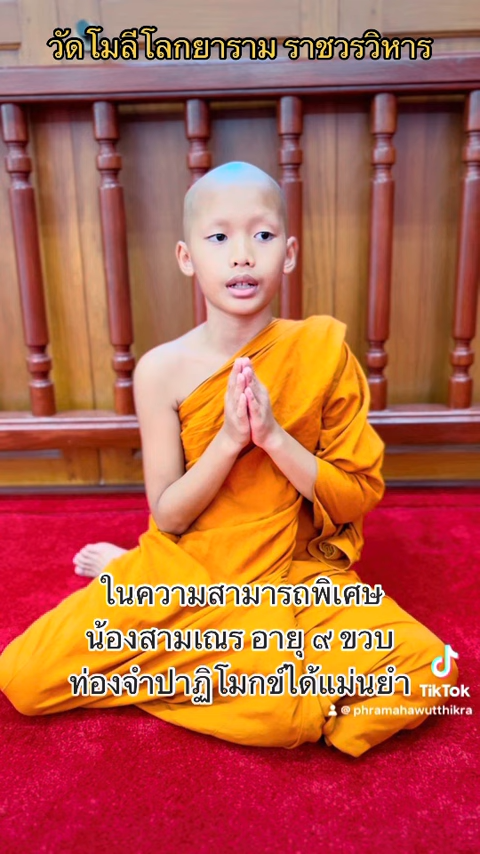 วัดโมลีโลกยาราม ราชวรวิหาร
ในความสามารถพิเศษ
น้องสามเณร อายุ ๙ ขวบ
ท่องจำปาฏิโมกข์ได้แม่นยำ
TikTok
@ phramahawutthikra